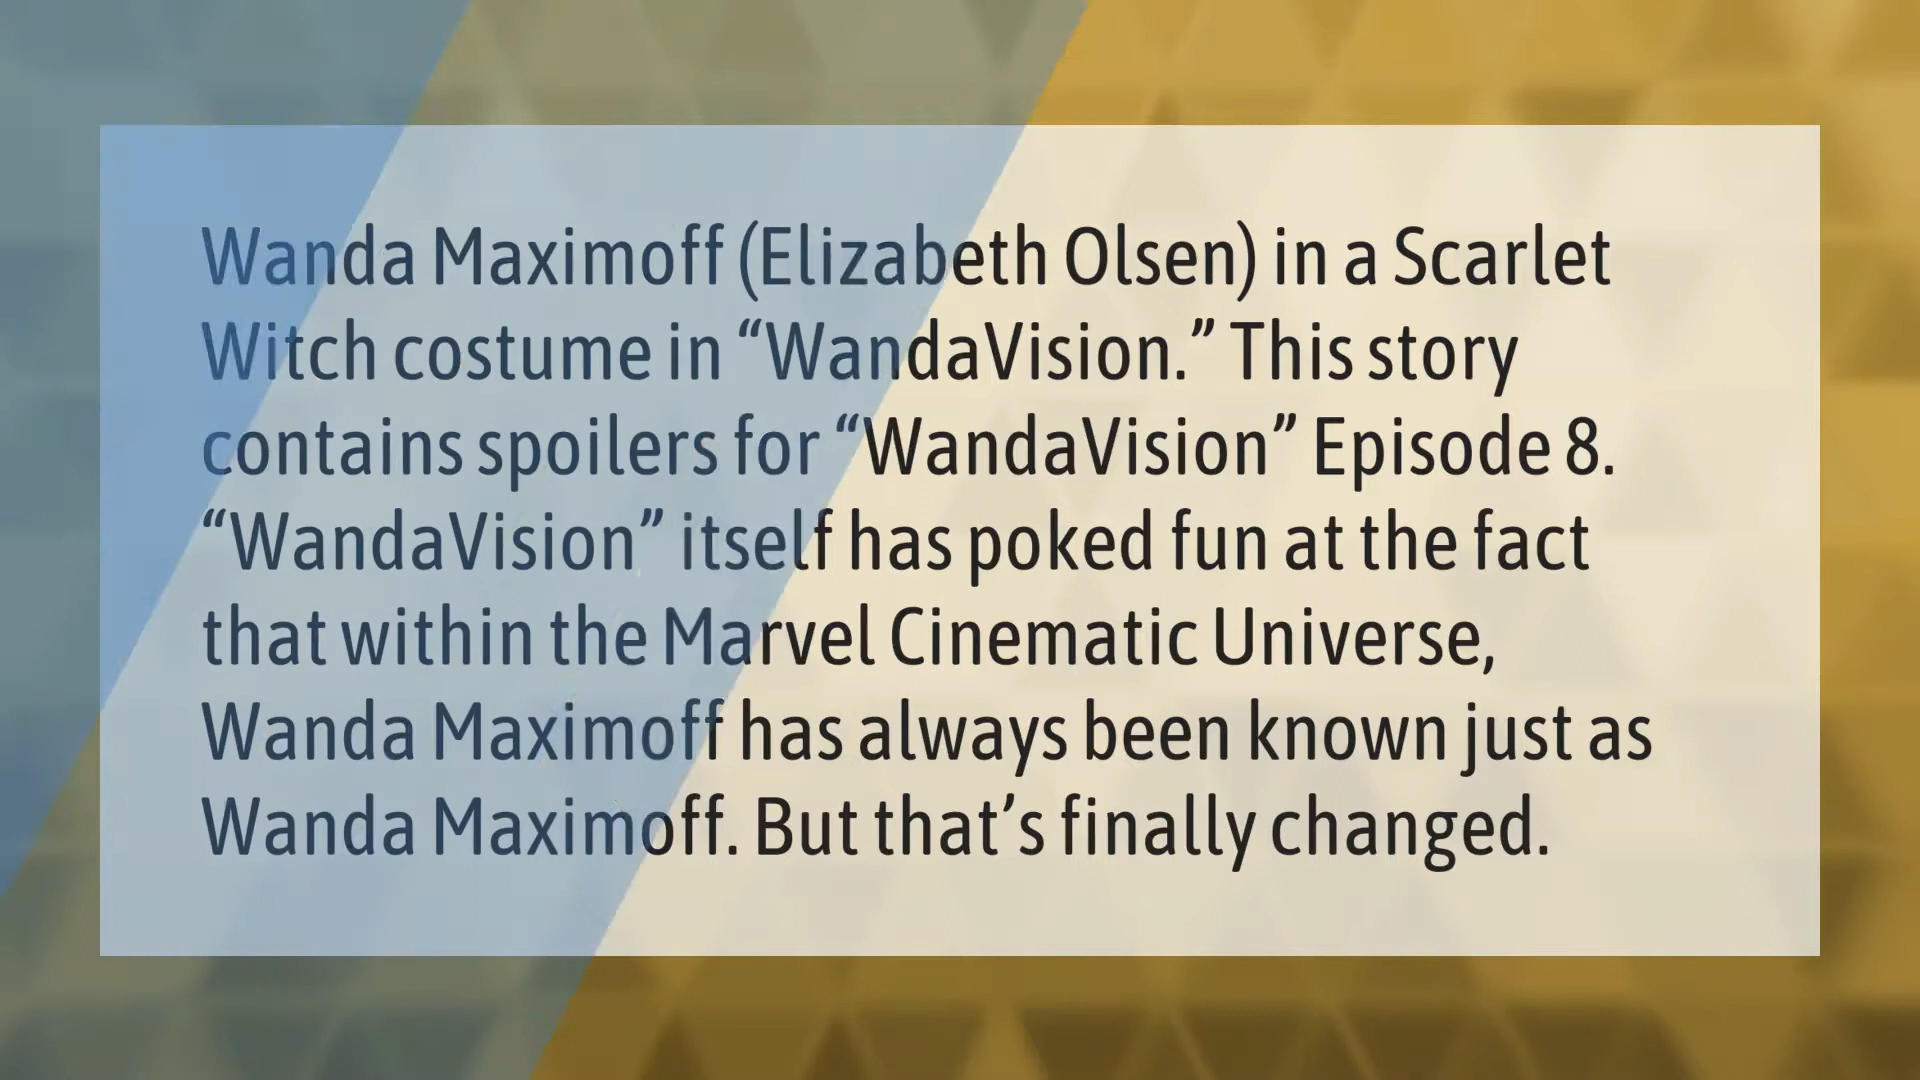 Wanda Maximoff (Elizabeth Olsen) in a Scarlet
Witch costume in “WandaVision.” This story
contains spoilers for “WandaVision” Episode 8.
“WandaVision” itself has poked fun at the fact
that within the Marvel Cinematic Universe,
Wanda Maximoff has always been known just as
Wanda Maximoff. But that’s finally changed.